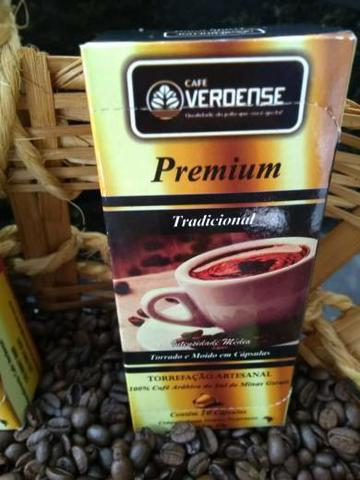 CAFÉ
VERDENSE
Qualidade do jeito que você gosta!
Premium
Tradicional
Intensidade Média
Torrado e Moído em Cápsulas
TORREFAÇÃO ARTESANAL
100% Café Arábica do Sul de Minas Gerais
Contém 10 Cápsulas